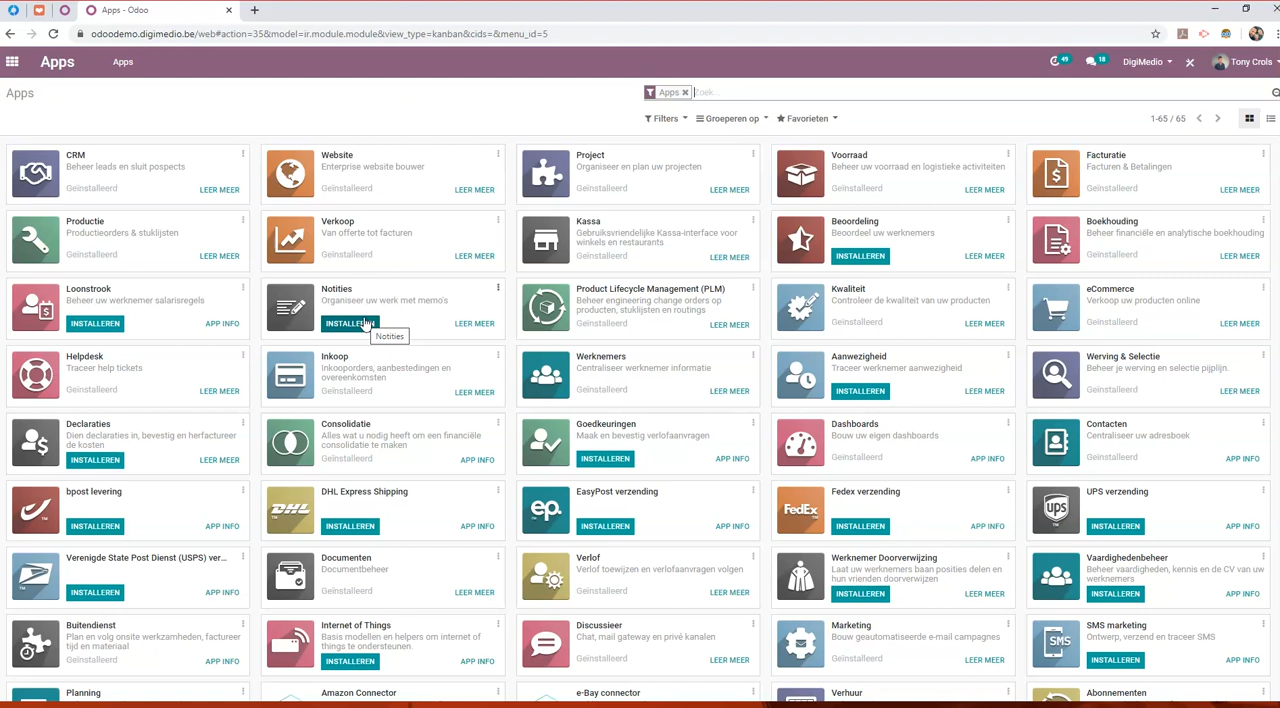 Apps - Odoo
odoodemo.digimedio.be/web#action=35&model=ir.module.module&view_type=kanban&cids=&menu_id=5
Apps
Apps
49
18
DigiMedio
Tony Crols
Apps
Apps
Zoek...
Filters
Groeperen op
Favorieten
1-65 / 65
CRM
Beheer leads en sluit pospects
Geïnstalleerd
LEER MEER
Website
Enterprise website bouwer
Geïnstalleerd
LEER MEER
Project
Organiseer en plan uw projecten
Geïnstalleerd
LEER MEER
Voorraad
Beheer uw voorraad en logistieke activiteiten
Geïnstalleerd
LEER MEER
Facturatie
Facturen & Betalingen
Geïnstalleerd
LEER MEER
Productie
Productieorders & stuklijsten
Geïnstalleerd
LEER MEER
Verkoop
Van offerte tot facturen
Geïnstalleerd
LEER MEER
Kassa
Gebruiksvriendelijke Kassa-interface voor
winkels en restaurants
Geïnstalleerd
LEER MEER
Beoordeling
Beoordeel uw werknemers
INSTALLEREN
LEER MEER
Boekhouding
Beheer financiële en analytische boekhouding
Geïnstalleerd
LEER MEER
Loonstrook
Beheer uw werknemer salarisregels
INSTALLEREN
APP INFO
Notities
Organiseer uw werk met memo's
INSTALLEREN
LEER MEER
Notities
Product Lifecycle Management (PLM)
Beheer engineering change orders op
producten, stuklijsten en routings
Geïnstalleerd
LEER MEER
Kwaliteit
Controleer de kwaliteit van uw producten
Geïnstalleerd
LEER MEER
eCommerce
Verkoop uw producten online
Geïnstalleerd
LEER MEER
Helpdesk
Traceer help tickets
Geïnstalleerd
LEER MEER
Inkoop
Inkooporders, aanbestedingen en
overeenkomsten
Geïnstalleerd
LEER MEER
Werknemers
Centraliseer werknemer informatie
Geïnstalleerd
LEER MEER
Aanwezigheid
Traceer werknemer aanwezigheid
INSTALLEREN
LEER MEER
Werving & Selectie
Beheer je werving en selectie pijplijn.
Geïnstalleerd
LEER MEER
Declaraties
Dien declaraties in, bevestig en herfactureer
de kosten
INSTALLEREN
LEER MEER
Consolidatie
Alles wat u nodig heeft om een financiële
consolidatie te maken
Geïnstalleerd
APP INFO
Goedkeuringen
Maak en bevestig verlofaanvragen
INSTALLEREN
APP INFO
Dashboards
Bouw uw eigen dashboards
Geïnstalleerd
APP INFO
Contacten
Centraliseer uw adresboek
Geïnstalleerd
APP INFO
bpost levering
INSTALLEREN
APP INFO
DHL
DHL Express Shipping
INSTALLEREN
APP INFO
ep.
EasyPost verzending
INSTALLEREN
APP INFO
FedEx
Fedex verzending
INSTALLEREN
APP INFO
ups
UPS verzending
INSTALLEREN
APP INFO
Verenigde State Post Dienst (USPS) ver...
INSTALLEREN
APP INFO
Documenten
Documentbeheer
Geïnstalleerd
LEER MEER
Verlof
Verlof toewijzen en verlofaanvragen volgen
Geïnstalleerd
LEER MEER
Werknemer Doorverwijzing
Laat uw werknemers baan posities delen en
hun vrienden doorverwijzen
INSTALLEREN
LEER MEER
Vaardighedenbeheer
Beheer vaardigheden, kennis en de CV van uw
werknemers
INSTALLEREN
APP INFO
Buitendienst
Plan en volg onsite werkzaamheden, factureer
tijd en materiaal
Geïnstalleerd
APP INFO
Internet of Things
Basis modellen en helpers om internet of
things te ondersteunen.
INSTALLEREN
APP INFO
Discussieer
Chat, mail gateway en privé kanalen
Geïnstalleerd
LEER MEER
Marketing
Bouw geautomatiseerde e-mail campagnes
Geïnstalleerd
LEER MEER
SMS
SMS marketing
Ontwerp, verzend en traceer SMS
INSTALLEREN
APP INFO
Planning
Amazon Connector
e-Bay connector
Verhuur
Abonnementen